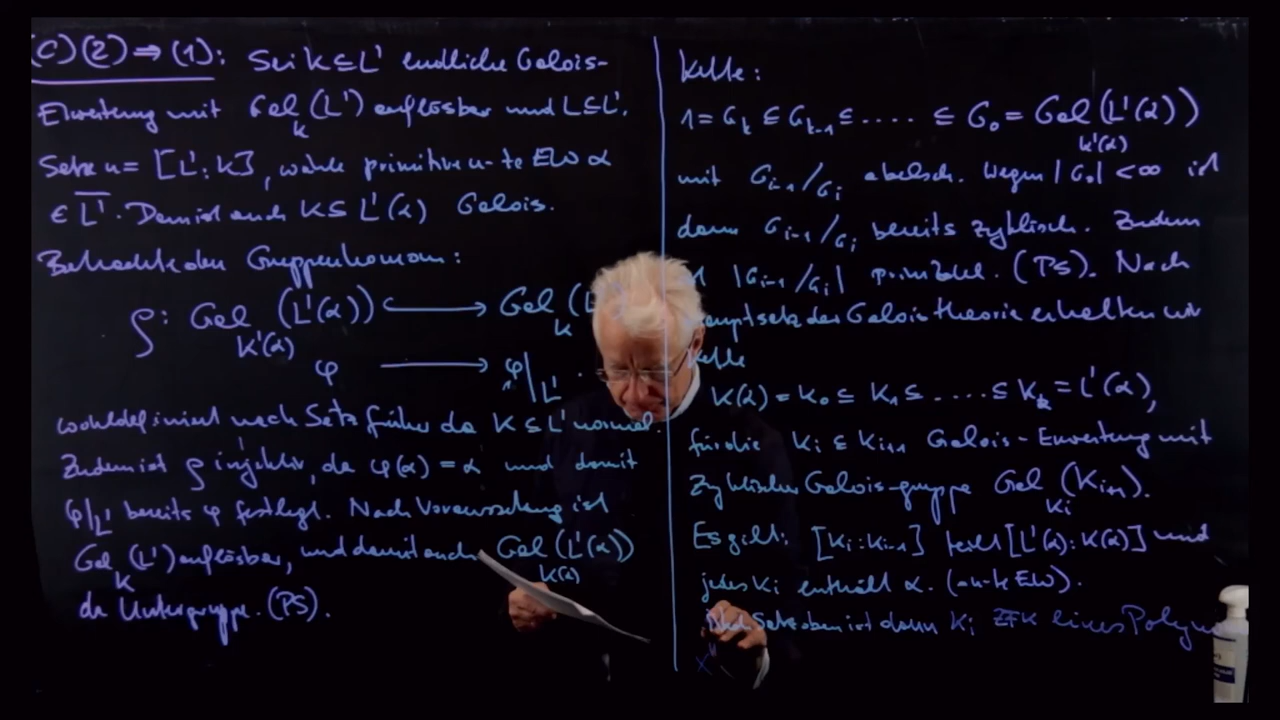 (C)(2) ⇒ (1): Sei K ⊆ L' endliche Galois-
Erweiterung mit Gal_K (L') auflösbar und L ⊆ L'.
Setze n = [L':K], wähle primitive n-te EW α
∈ L̅'. Dann ist auch K ⊆ L'(α) Galois.
Betrachte den Gruppenhomom:
ρ: Gal_{K'(α)} (L'(α)) ↪ Gal_K (L
φ ⟶ φ|_{L'}.
wohldefiniert nach Satz früher da K ⊆ L' normal.
Zudem ist ρ injektiv, da φ(α) = α und damit
φ|_{L'} bereits φ festlegt. Nach Voraussetzung ist
Gal_K (L') auflösbar, und damit auch Gal_{K(α)} (L'(α))
da Untergruppe. (PS).
Kette:
1 = G_k ⊆ G_{k-1} ⊆ .... ⊆ G_0 = Gal_{K'(α)} (L'(α))
mit G_{i-1}/G_i abelsch. Wegen |G_0| < ∞ ist
dann G_{i-1}/G_i bereits zyklisch. Zudem
|G_{i-1}/G_i| primzahl. (PS). Nach
Hauptsatz der Galoistheorie erhalten wir
Kette
K(α) = K_0 ⊆ K_1 ⊆ ..... ⊆ K_k = L'(α),
für die K_i ⊆ K_{i+1} Galois-Erweiterung mit
zyklischer Galois-gruppe Gal_{K_i} (K_{i+1}).
Es gilt: [K_i : K_{i-1}] teilt [L'(α) : K(α)] und
jedes K_i enthält α. (a n-te EW).
Nach Satz oben ist dann K_i ZFK eines Polyn
X^n